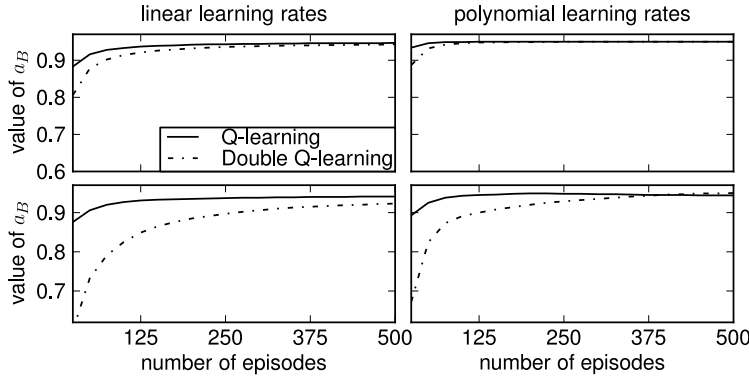 linear learning rates
polynomial learning rates
value of a_B
0.9
0.8
0.7
0.6
Q-learning
Double Q-learning
value of a_B
0.9
0.8
0.7
125 250 375 500
125 250 375 500
number of episodes
number of episodes